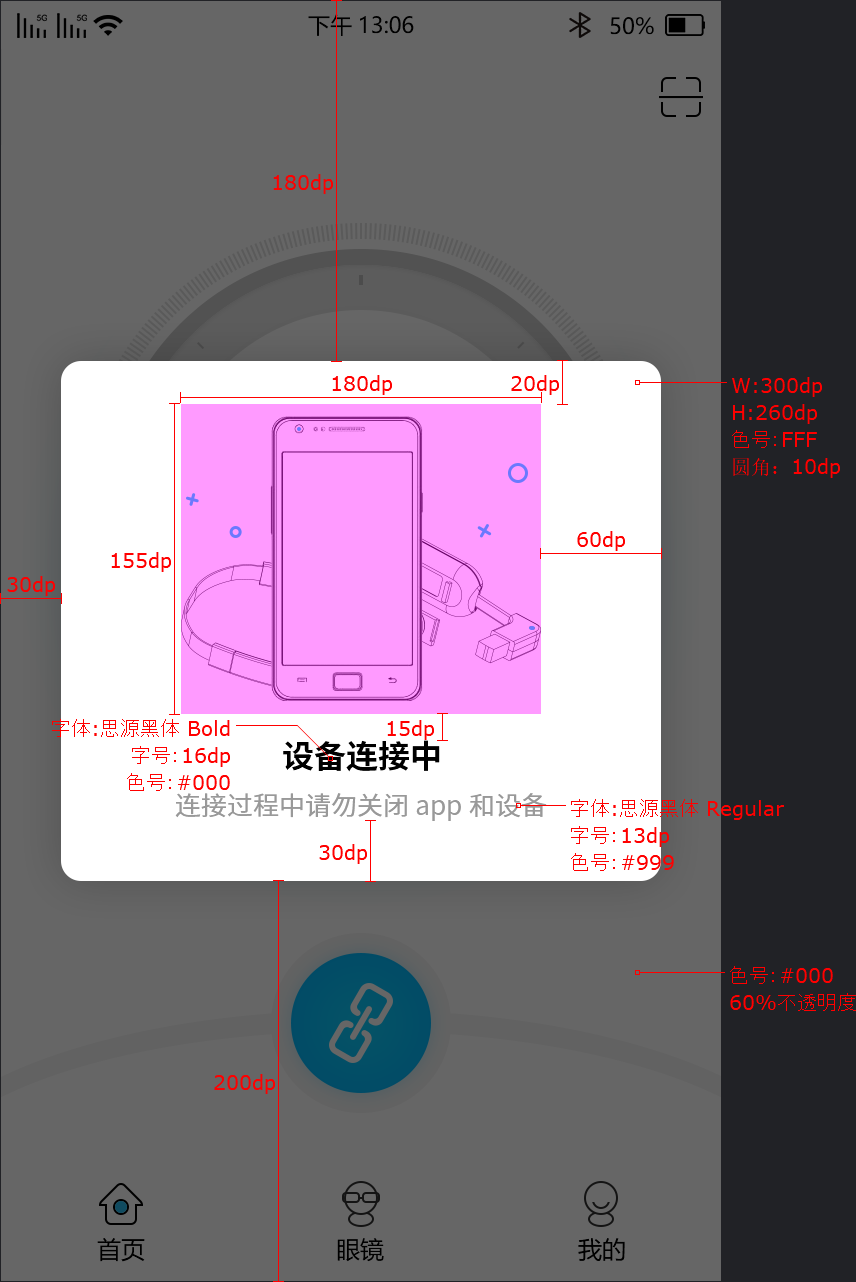 5G 5G 下午 13:06 50%
180dp
180dp
20dp
W:300dp
H:260dp
色号:FFF
圆角：10dp
155dp
60dp
30dp
字体:思源黑体 Bold
字号:16dp
色号:#000
15dp
设备连接中
连接过程中请勿关闭 app 和设备
字体:思源黑体 Regular
字号:13dp
色号:#999
30dp
色号:#000
60%不透明度
200dp
首页 眼镜 我的